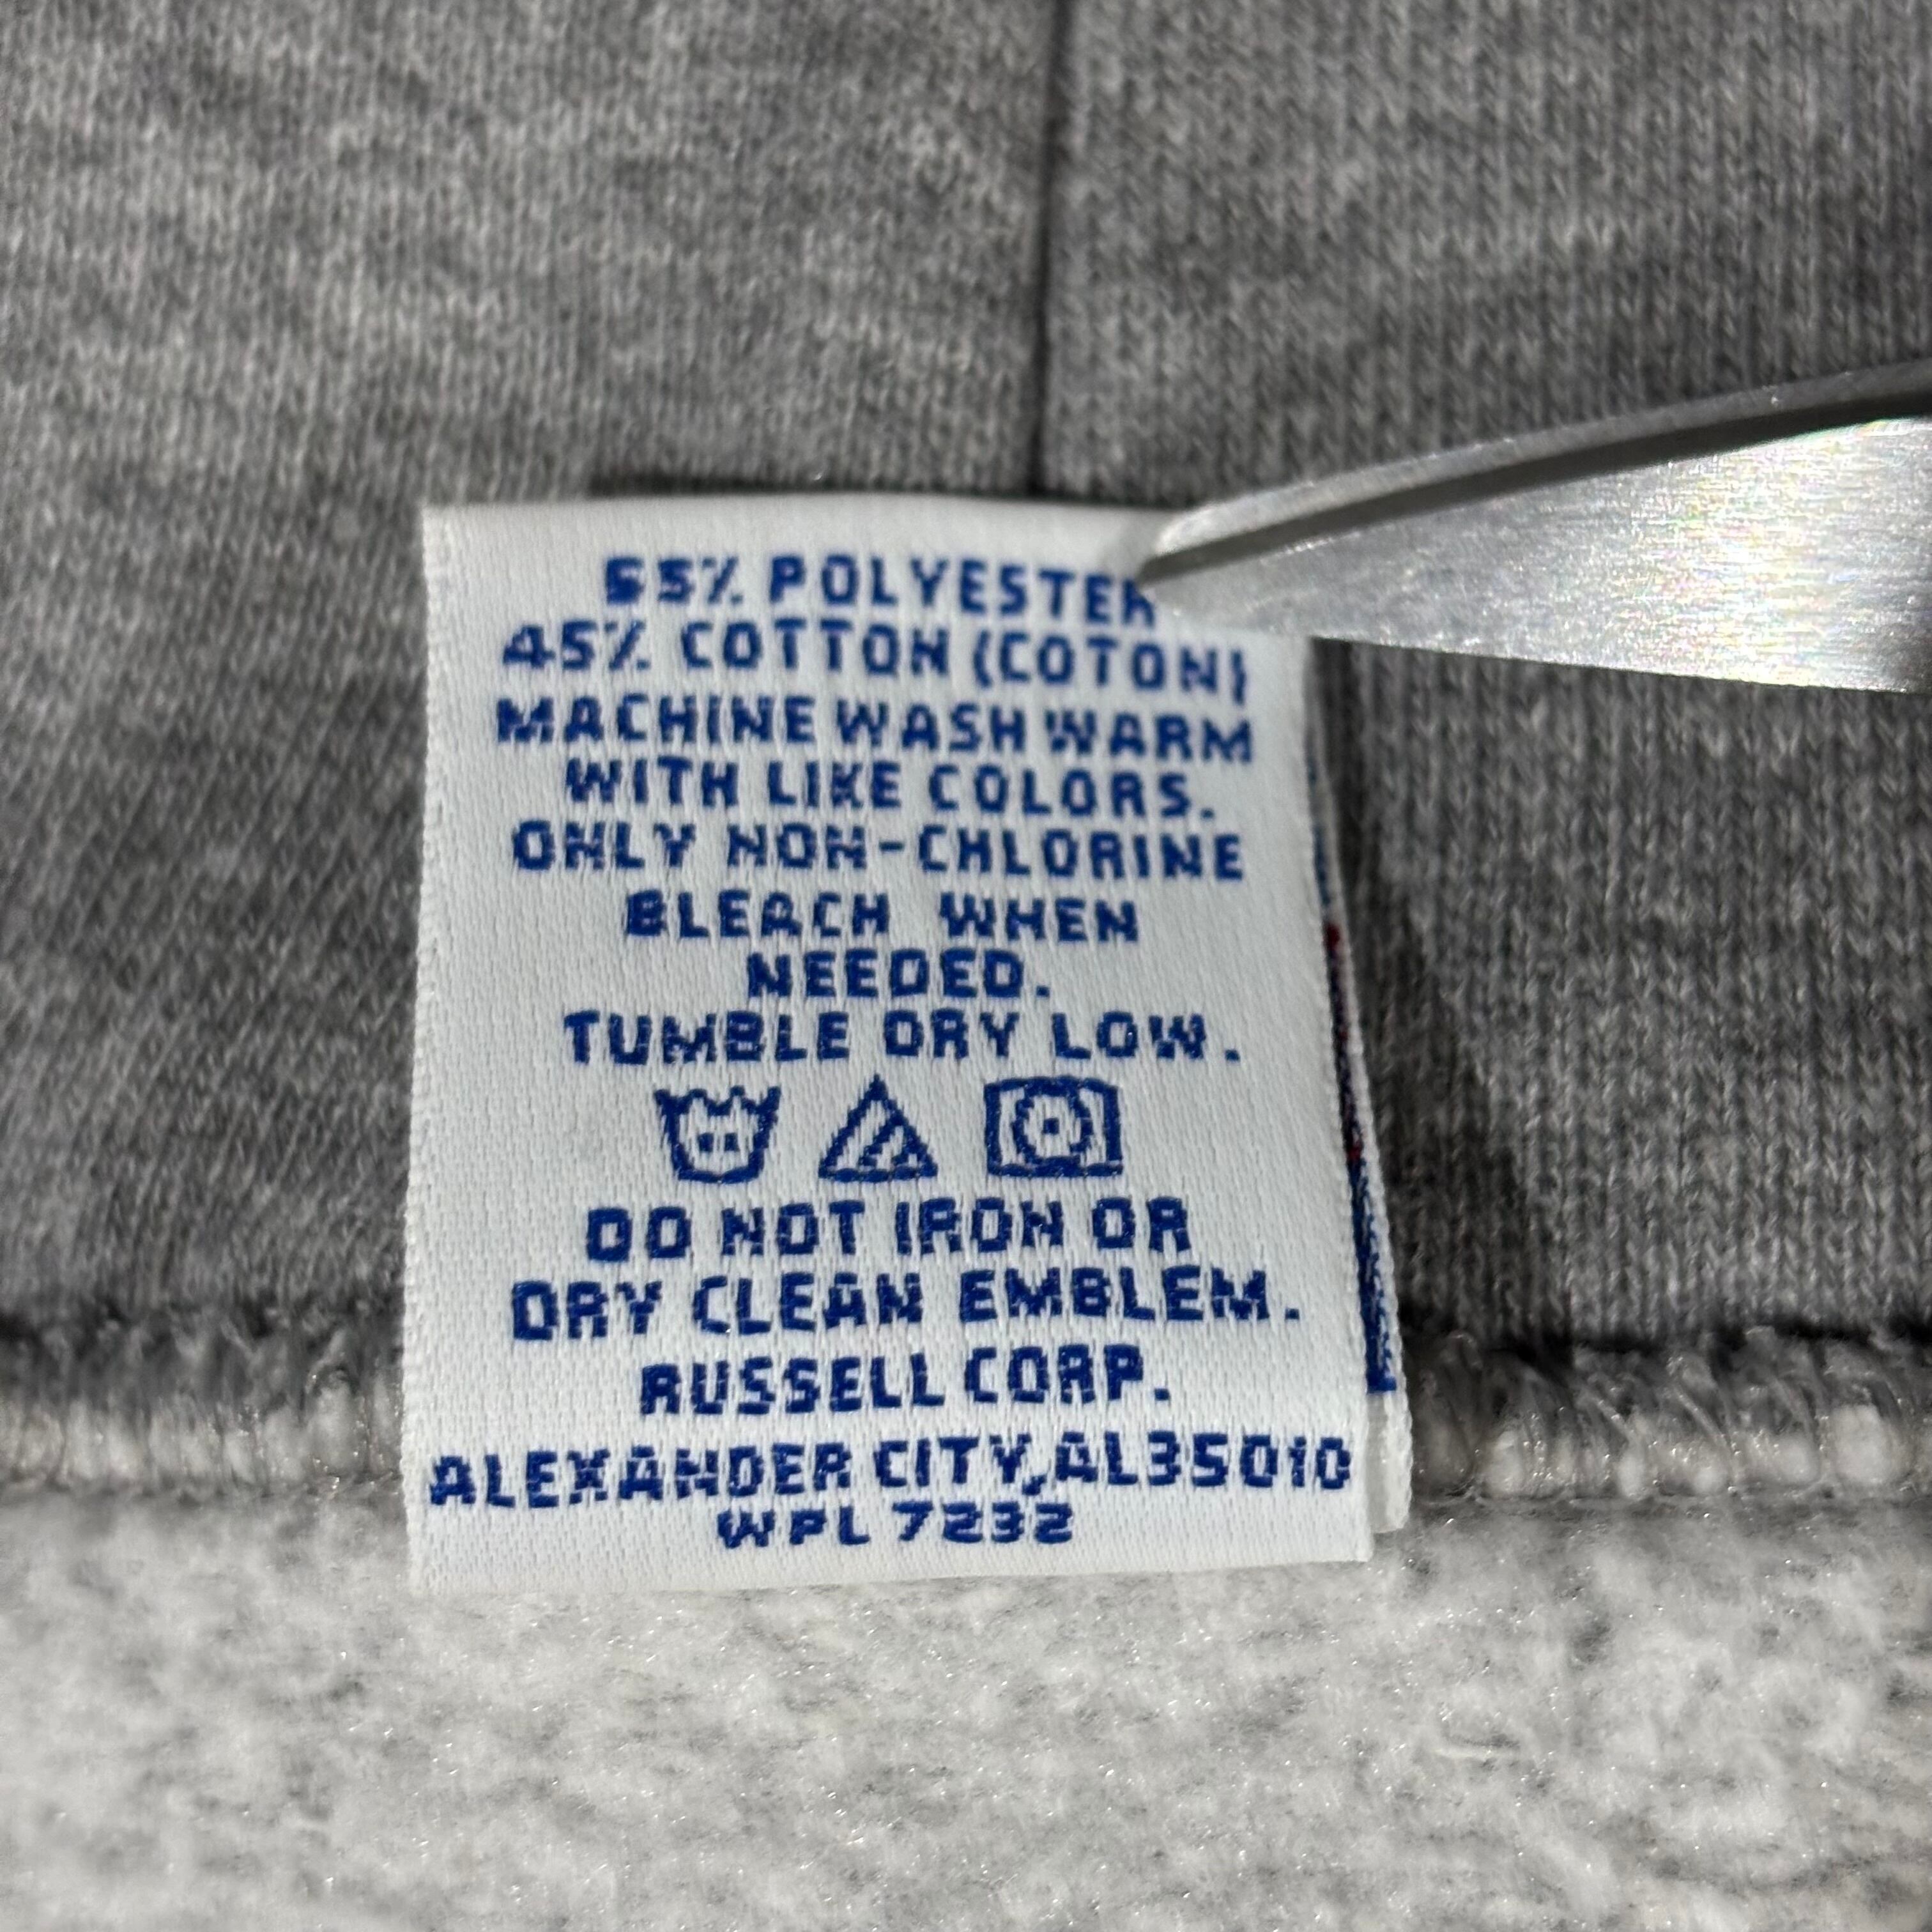 55% POLYESTER
45% COTTON (COTON)
MACHINE WASH WARM
WITH LIKE COLORS.
ONLY NON-CHLORINE
BLEACH WHEN
NEEDED.
TUMBLE DRY LOW.
DO NOT IRON OR
DRY CLEAN EMBLEM.
RUSSELL CORP.
ALEXANDER CITY, AL35010
WPL 7232